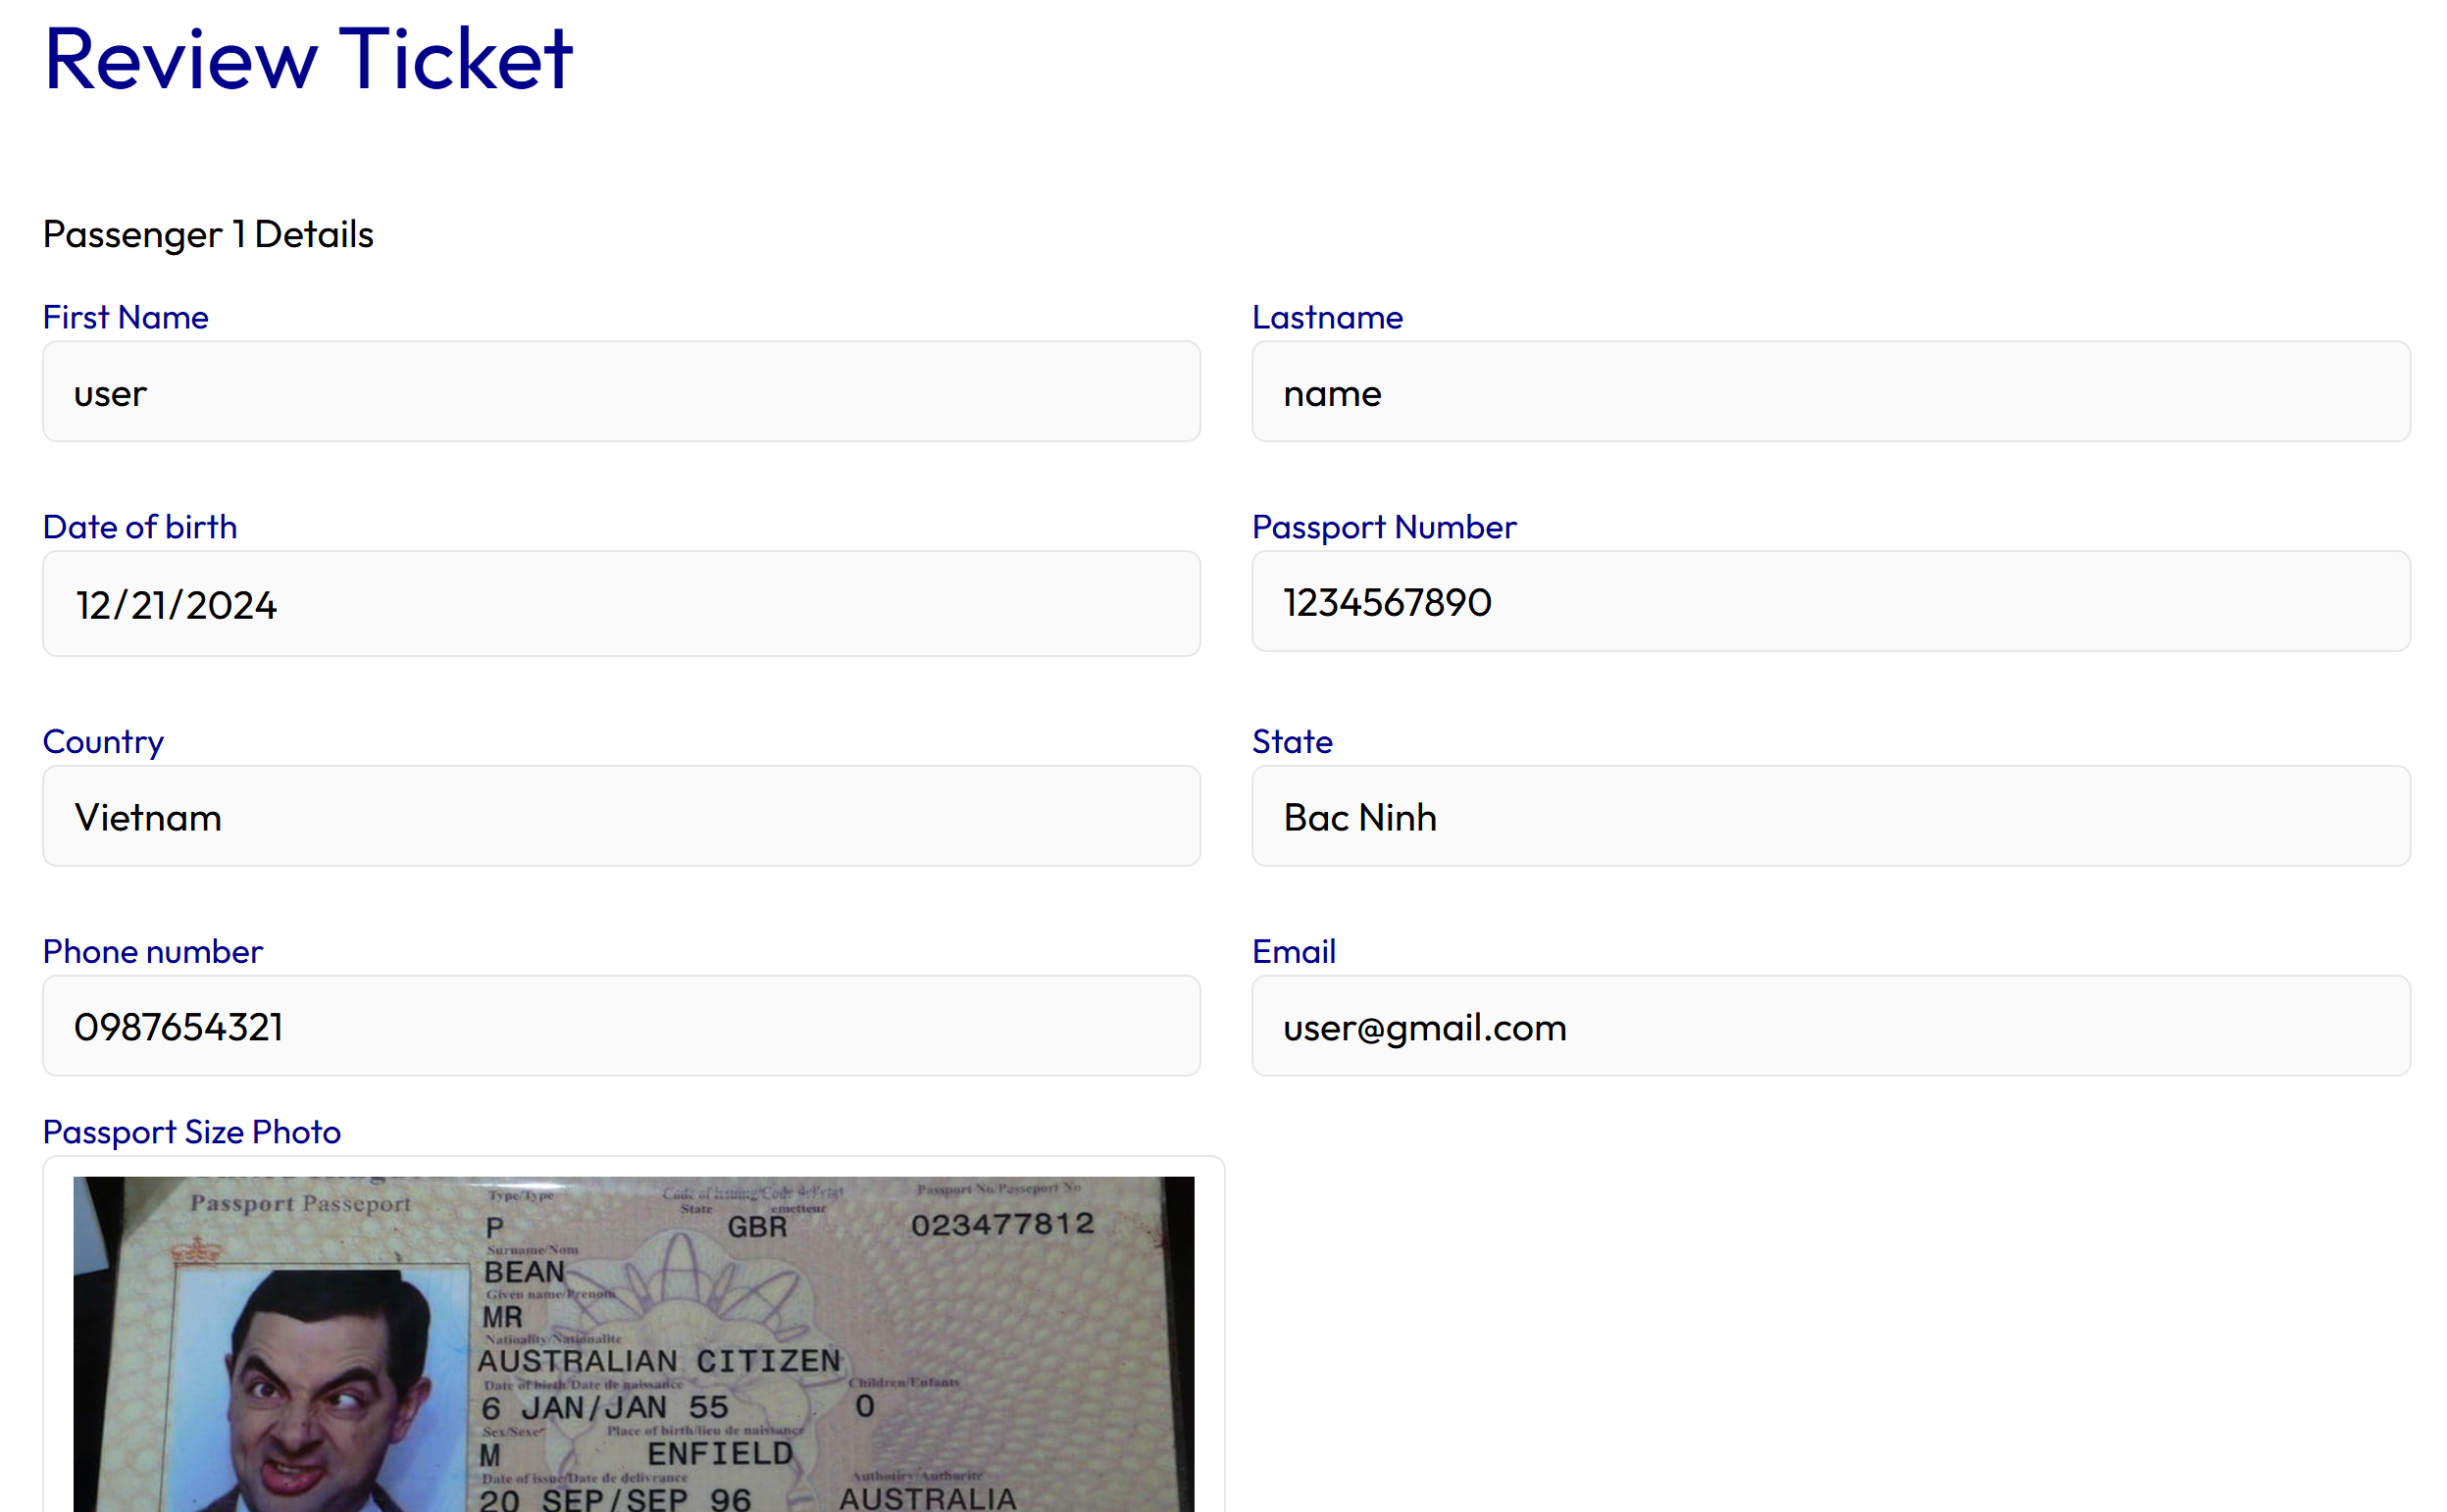 Review Ticket
Passenger 1 Details
First Name
Lastname
user
name
Date of birth
Passport Number
12/21/2024
1234567890
Country
State
Vietnam
Bac Ninh
Phone number
Email
0987654321
user@gmail.com
Passport Size Photo
Passport Passeport
Type/Type
Code of issuing/Code de l'etat
Passport No/Passeport No
State emetteur
P
GBR
023477812
Surname/Nom
BEAN
Given name/Prenom
MR
Natioality/Nationalite
AUSTRALIAN CITIZEN
Date of birth/Date de naissance
Children/Enfants
6 JAN/JAN 55
0
Sex/Sexe
Place of birth/lieu de naissance
M
ENFIELD
Date of issue/Date de delivrance
20 SEP/SEP 96
AUSTRALIA